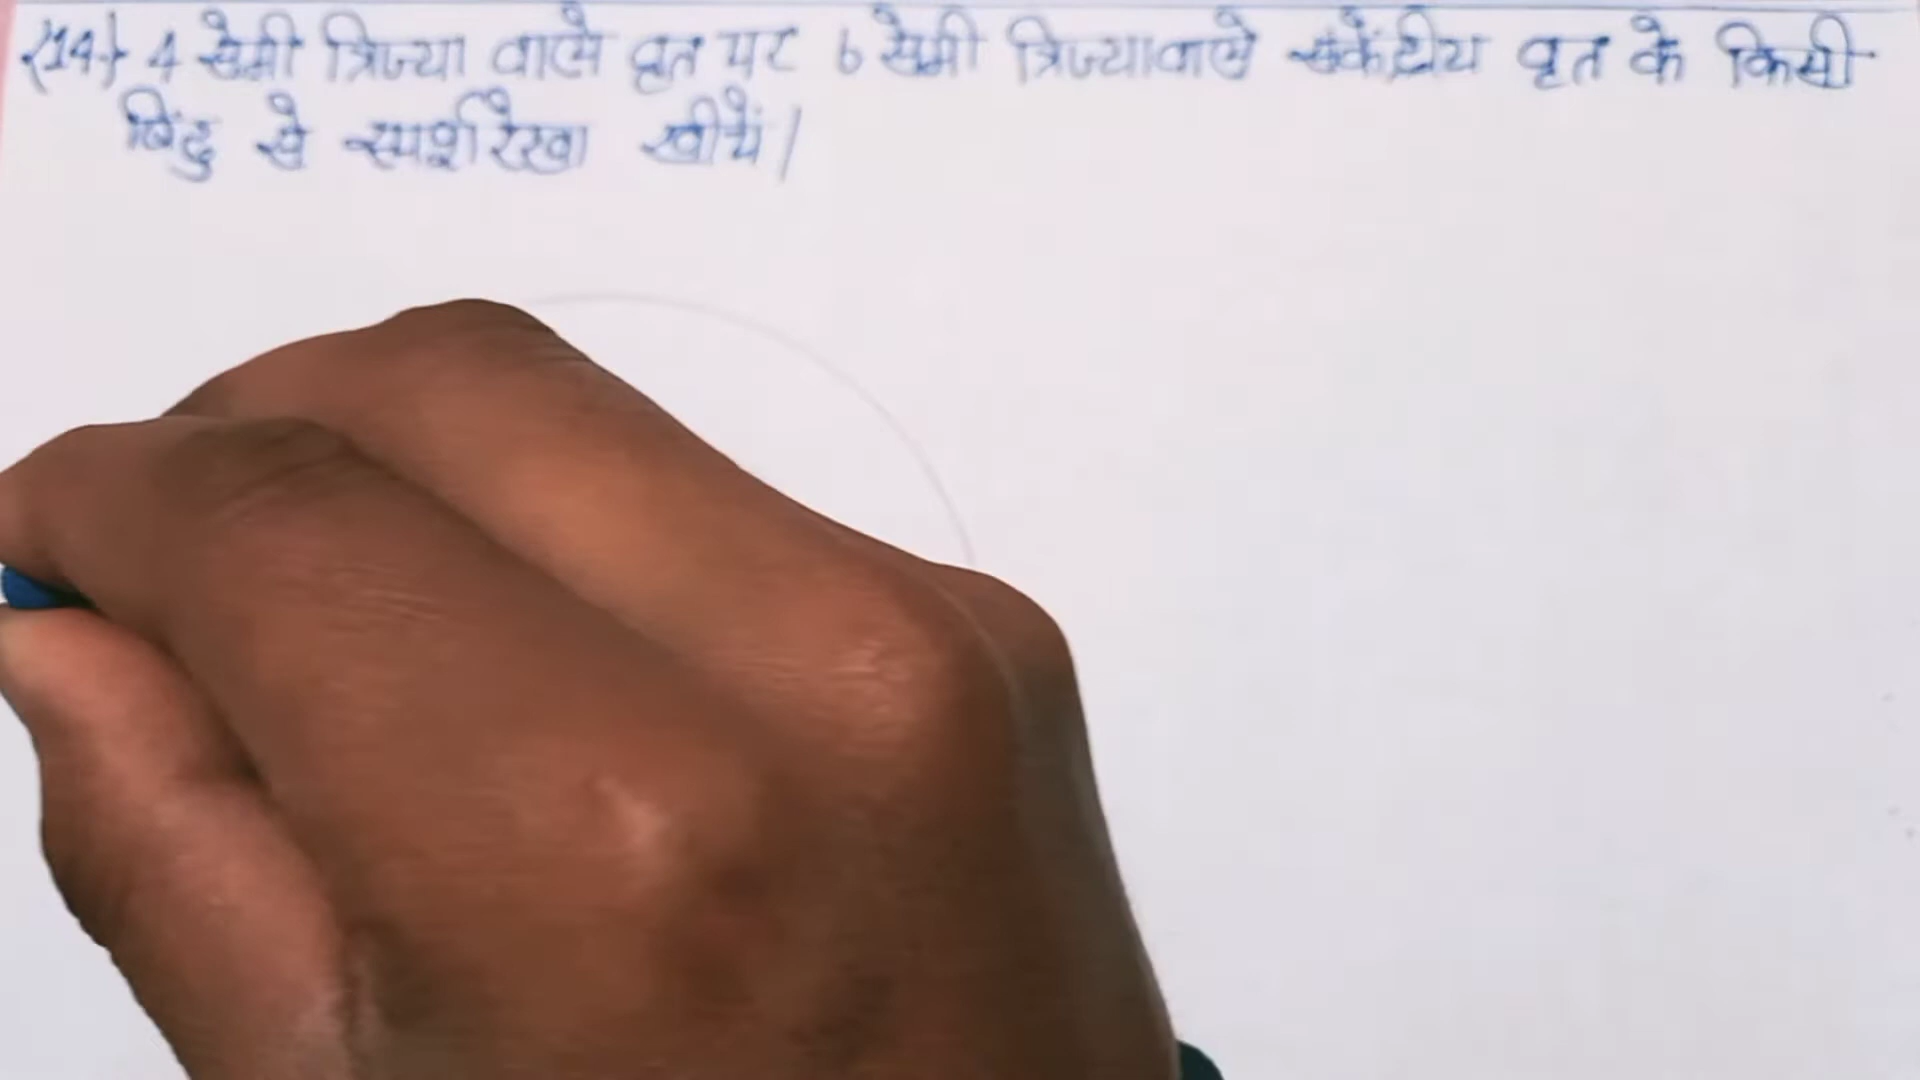 {14} 4 सेमी त्रिज्या वाले वृत पर 6 सेमी त्रिज्यावाले संकेंद्रीय वृत के किसी
बिंदु से स्पर्शरेखा खीचें।